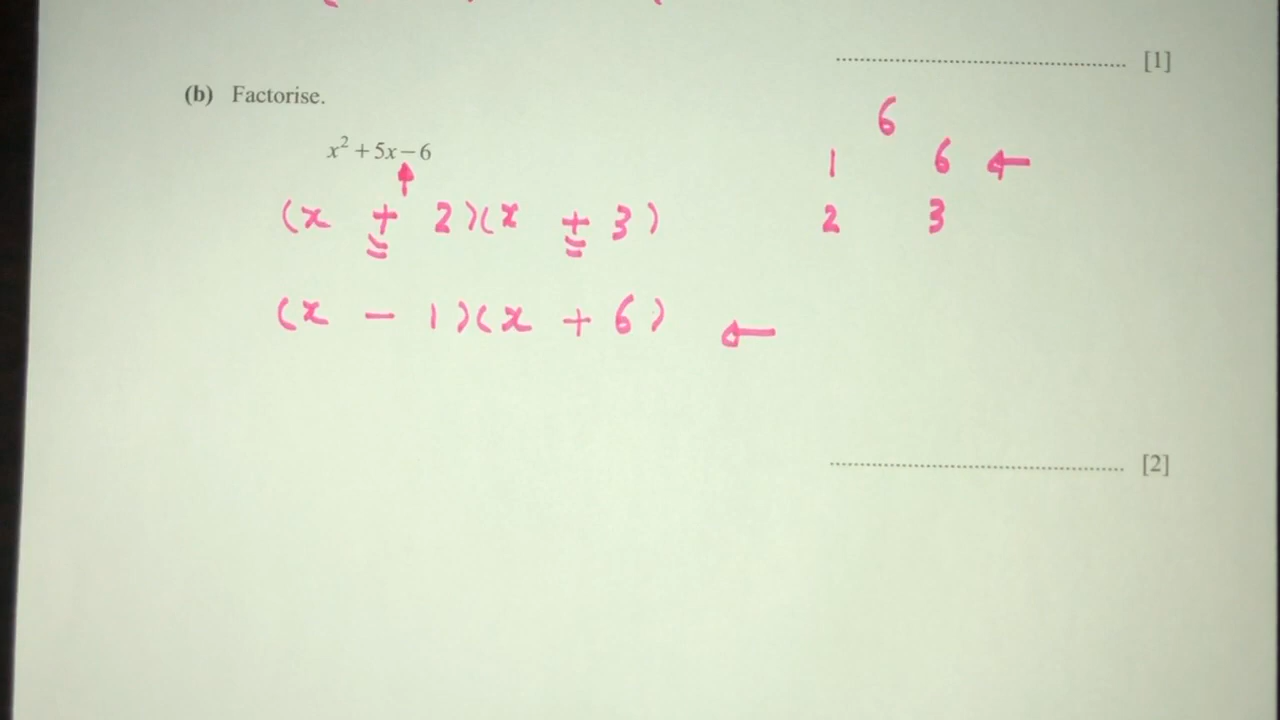 [1]
(b) Factorise.
6
x² + 5x − 6
1 6 ←
(x + 2)(x + 3)
2 3
(x − 1)(x + 6) ←
[2]